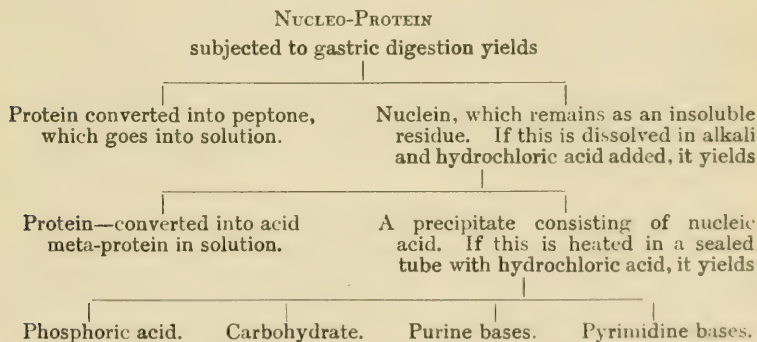 NUCLEO-PROTEIN
subjected to gastric digestion yields
Protein converted into peptone,
which goes into solution.
Nuclein, which remains as an insoluble
residue. If this is dissolved in alkali
and hydrochloric acid added, it yields
Protein—converted into acid
meta-protein in solution.
A precipitate consisting of nucleic
acid. If this is heated in a sealed
tube with hydrochloric acid, it yields
Phosphoric acid. Carbohydrate. Purine bases. Pyrimidine bases.